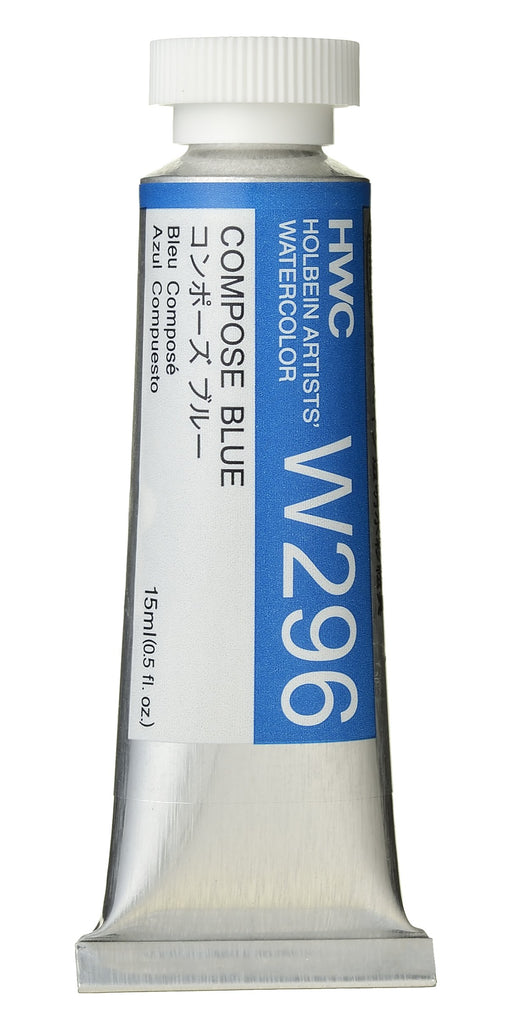 HWC
HOLBEIN ARTISTS'
WATERCOLOR
W296
COMPOSE BLUE
コンポーズ ブルー
Bleu Composé
Azul Compuesto
15ml(0.5 fl. oz.)